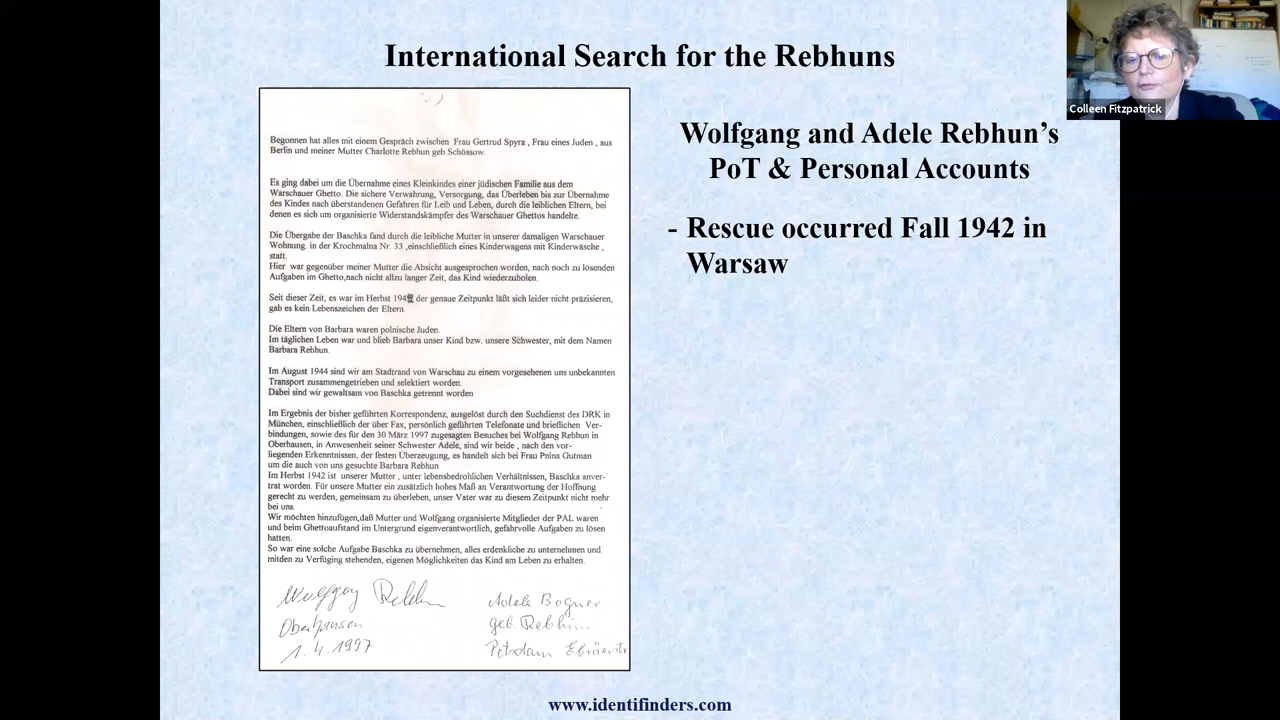 International Search for the Rebhuns
Colleen Fitzpatrick
Begonnen hat alles mit einem Gespräch zwischen Frau Gertrud Spyra , Frau eines Juden , aus
Berlin und meiner Mutter Charlotte Rebhun geb.Schössow.
Es ging dabei um die Übernahme eines Kleinkindes einer jüdischen Familie aus dem
Warschauer Ghetto. Die sichere Verwahrung, Versorgung, das Überleben bis zur Übernahme
des Kindes nach überstandenen Gefahren für Leib und Leben, durch die leiblichen Eltern, bei
denen es sich um organisierte Widerstandskämpfer des Warschauer Ghettos handelte.
Die Übergabe der Baschka fand durch die leibliche Mutter in unserer damaligen Warschauer
Wohnung in der Krochmalna Nr. 33 ,einschließlich eines Kinderwagens mit Kinderwäsche ,
statt.
Hier war gegenüber meiner Mutter die Absicht ausgesprochen worden, nach noch zu lösenden
Aufgaben im Ghetto,nach nicht allzu langer Zeit, das Kind wiederzuholen.
Seit dieser Zeit, es war im Herbst 1942 der genaue Zeitpunkt läßt sich leider nicht präzisieren,
gab es kein Lebenszeichen der Eltern.
Die Eltern von Barbara waren polnische Juden.
Im täglichen Leben war und blieb Barbara unser Kind bzw. unsere Schwester, mit dem Namen
Barbara Rebhun.
Im August 1944 sind wir am Stadtrand von Warschau zu einem vorgesehenen uns unbekannten
Transport zusammengetrieben und selektiert worden.
Dabei sind wir gewaltsam von Baschka getrennt worden
Im Ergebnis der bisher geführten Korrespondenz, ausgelöst durch den Suchdienst des DRK in
München, einschließlich der über Fax, persönlich geführten Telefonate und brieflichen Ver-
bindungen, sowie des für den 30 März 1997 zugesagten Besuches bei Wolfgang Rebhun in
Oberhausen, in Anwesenheit seiner Schwester Adele, sind wir beide , nach den vor-
liegenden Erkenntnissen, der festen Überzeugung, es handelt sich bei Frau Pnina Gutman
um die auch von uns gesuchte Barbara Rebhun
Im Herbst 1942 ist unserer Mutter , unter lebensbedrohlichen Verhältnissen, Baschka anver-
trat worden. Für unsere Mutter ein zusätzlich hohes Maß an Verantwortung der Hoffnung
gerecht zu werden, gemeinsam zu überleben, unser Vater war zu diesem Zeitpunkt nicht mehr
bei uns.
Wir möchten hinzufügen,daß Mutter und Wolfgang organisierte Mitglieder der PAL waren
und beim Ghettoaufstand im Untergrund eigenverantwortlich, gefahrvolle Aufgaben zu lösen
hatten.
So war eine solche Aufgabe Baschka zu übernehmen, alles erdenkliche zu unternehmen und
mitden zu Verfüging stehenden, eigenen Möglichkeiten das Kind am Leben zu erhalten.
Wolfgang Rebhun
Oberhausen
1.4.1997
Adele Bogner
geb. Rebhun
Potsdam
Wolfgang and Adele Rebhun's
PoT & Personal Accounts
- Rescue occurred Fall 1942 in
Warsaw
www.identifinders.com